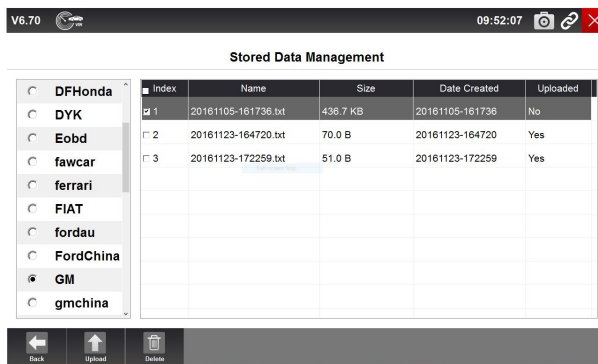 V6.70 VIN 09:52:07
Stored Data Management
DFHonda
DYK
Eobd
fawcar
ferrari
FIAT
fordau
FordChina
GM
gmchina
Index Name Size Date Created Uploaded
1 20161105-161736.txt 436.7 KB 20161105-161736 No
2 20161123-164720.txt 70.0 B 20161123-164720 Yes
3 20161123-172259.txt 51.0 B 20161123-172259 Yes
Back Upload Delete